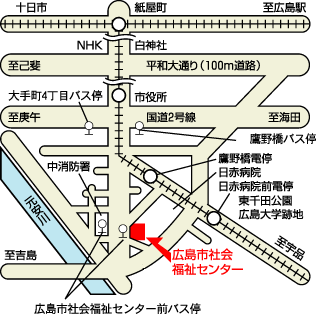 十日市
紙屋町
至広島駅
NHK
白神社
至己斐
平和大通り（100m道路）
大手町4丁目バス停
市役所
至庚午
国道2号線
至海田
鷹野橋バス停
中消防署
鷹野橋電停
日赤病院
日赤病院前電停
東千田公園
広島大学跡地
元安川
至宇品
至吉島
広島市社会
福祉センター
広島市社会福祉センター前バス停